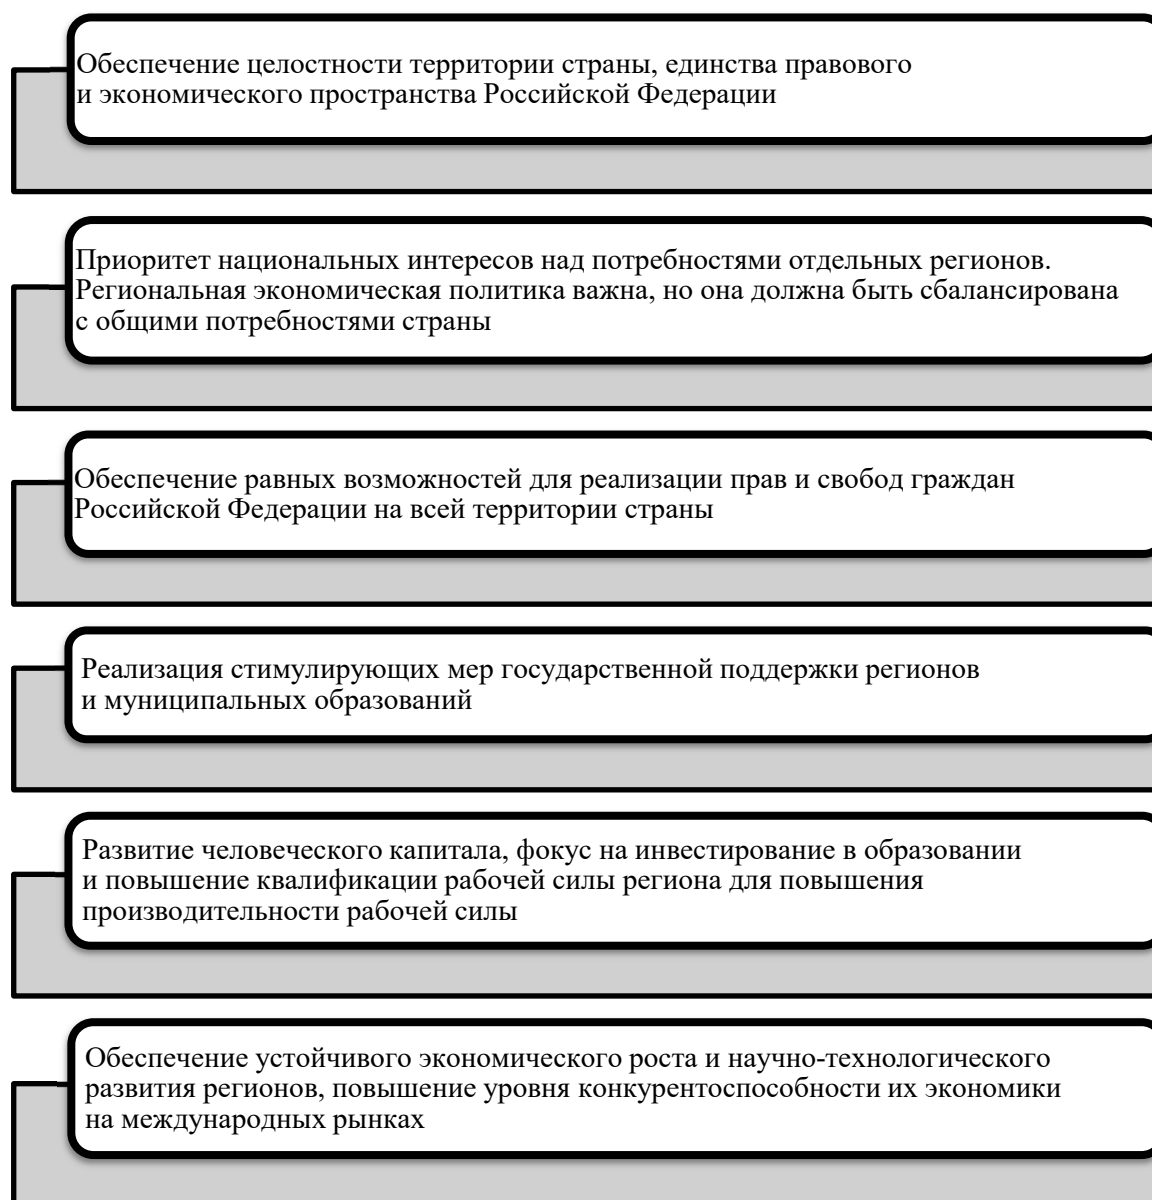 Обеспечение целостности территории страны, единства правового
и экономического пространства Российской Федерации
Приоритет национальных интересов над потребностями отдельных регионов.
Региональная экономическая политика важна, но она должна быть сбалансирована
с общими потребностями страны
Обеспечение равных возможностей для реализации прав и свобод граждан
Российской Федерации на всей территории страны
Реализация стимулирующих мер государственной поддержки регионов
и муниципальных образований
Развитие человеческого капитала, фокус на инвестирование в образовании
и повышение квалификации рабочей силы региона для повышения
производительности рабочей силы
Обеспечение устойчивого экономического роста и научно-технологического
развития регионов, повышение уровня конкурентоспособности их экономики
на международных рынках